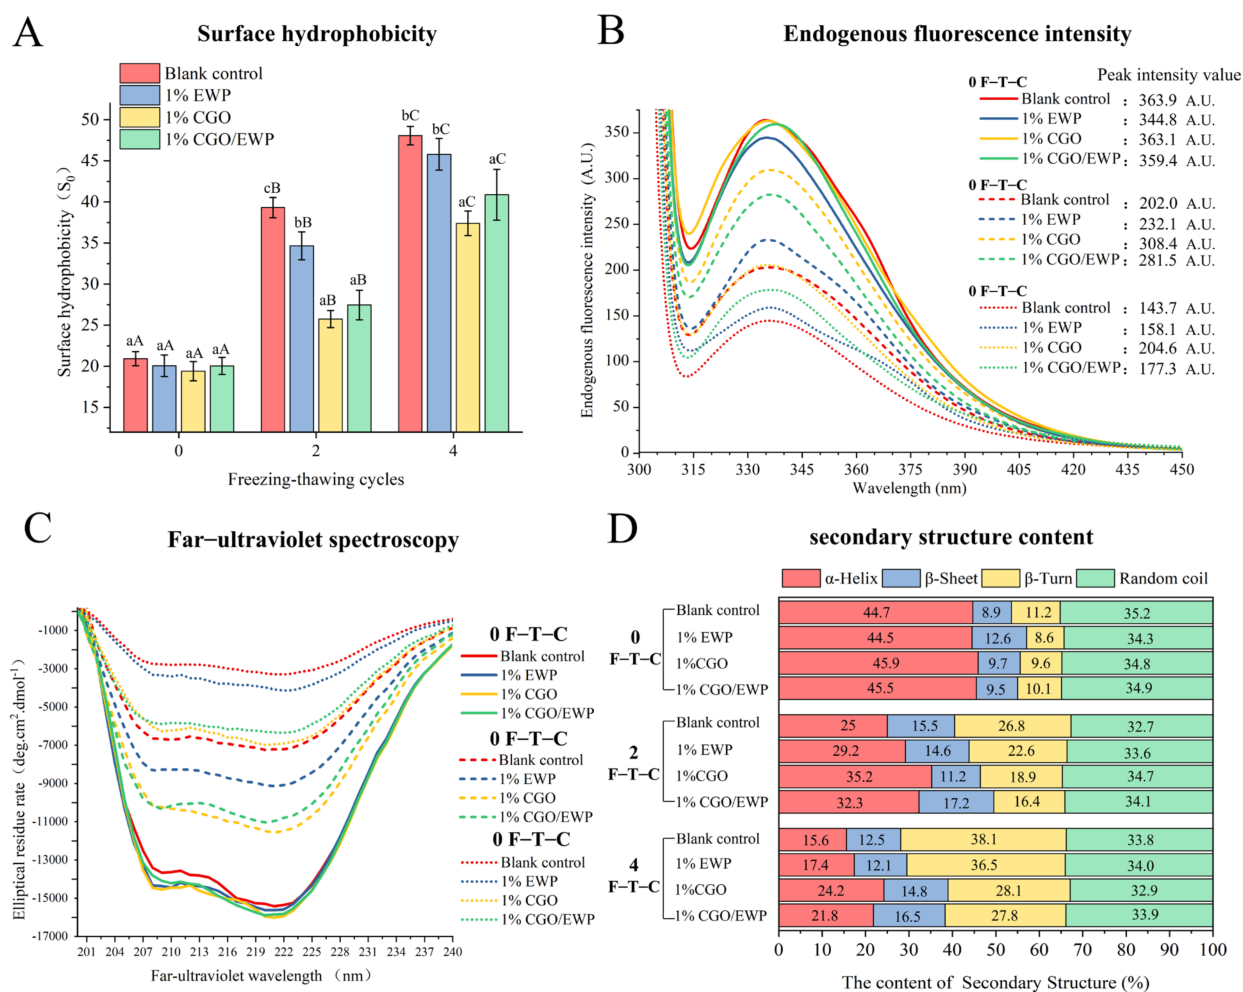 A
Surface hydrophobicity
Blank control
1% EWP
1% CGO
1% CGO/EWP
Surface hydrophobicity（S0）
50
45
40
35
30
25
20
15
aA aA aA aA
cB bB aB aB
bC bC aC aC
0 2 4
Freezing-thawing cycles
B
Endogenous fluorescence intensity
Peak intensity value
0 F−T−C
Blank control : 363.9 A.U.
1% EWP : 344.8 A.U.
1% CGO : 363.1 A.U.
1% CGO/EWP : 359.4 A.U.
0 F−T−C
Blank control : 202.0 A.U.
1% EWP : 232.1 A.U.
1% CGO : 308.4 A.U.
1% CGO/EWP : 281.5 A.U.
0 F−T−C
Blank control : 143.7 A.U.
1% EWP : 158.1 A.U.
1% CGO : 204.6 A.U.
1% CGO/EWP : 177.3 A.U.
Endogenous fluorescence intensity (A.U.)
350
300
250
200
150
100
50
0
300 315 330 345 360 375 390 405 420 435 450
Wavelength (nm)
C
Far−ultraviolet spectroscopy
Elliptical residue rate（deg.cm2.dmol-1）
-1000
-3000
-5000
-7000
-9000
-11000
-13000
-15000
-17000
201 204 207 210 213 216 219 222 225 228 231 234 237 240
Far-ultraviolet wavelength （nm）
0 F−T−C
Blank control
1% EWP
1% CGO
1% CGO/EWP
0 F−T−C
Blank control
1% EWP
1% CGO
1% CGO/EWP
0 F−T−C
Blank control
1% EWP
1% CGO
1% CGO/EWP
D
secondary structure content
α-Helix β-Sheet β-Turn Random coil
0
F−T−C
Blank control 44.7 8.9 11.2 35.2
1% EWP 44.5 12.6 8.6 34.3
1%CGO 45.9 9.7 9.6 34.8
1% CGO/EWP 45.5 9.5 10.1 34.9
2
F−T−C
Blank control 25 15.5 26.8 32.7
1% EWP 29.2 14.6 22.6 33.6
1%CGO 35.2 11.2 18.9 34.7
1% CGO/EWP 32.3 17.2 16.4 34.1
4
F−T−C
Blank control 15.6 12.5 38.1 33.8
1% EWP 17.4 12.1 36.5 34.0
1%CGO 24.2 14.8 28.1 32.9
1% CGO/EWP 21.8 16.5 27.8 33.9
0 10 20 30 40 50 60 70 80 90 100
The content of Secondary Structure (%)